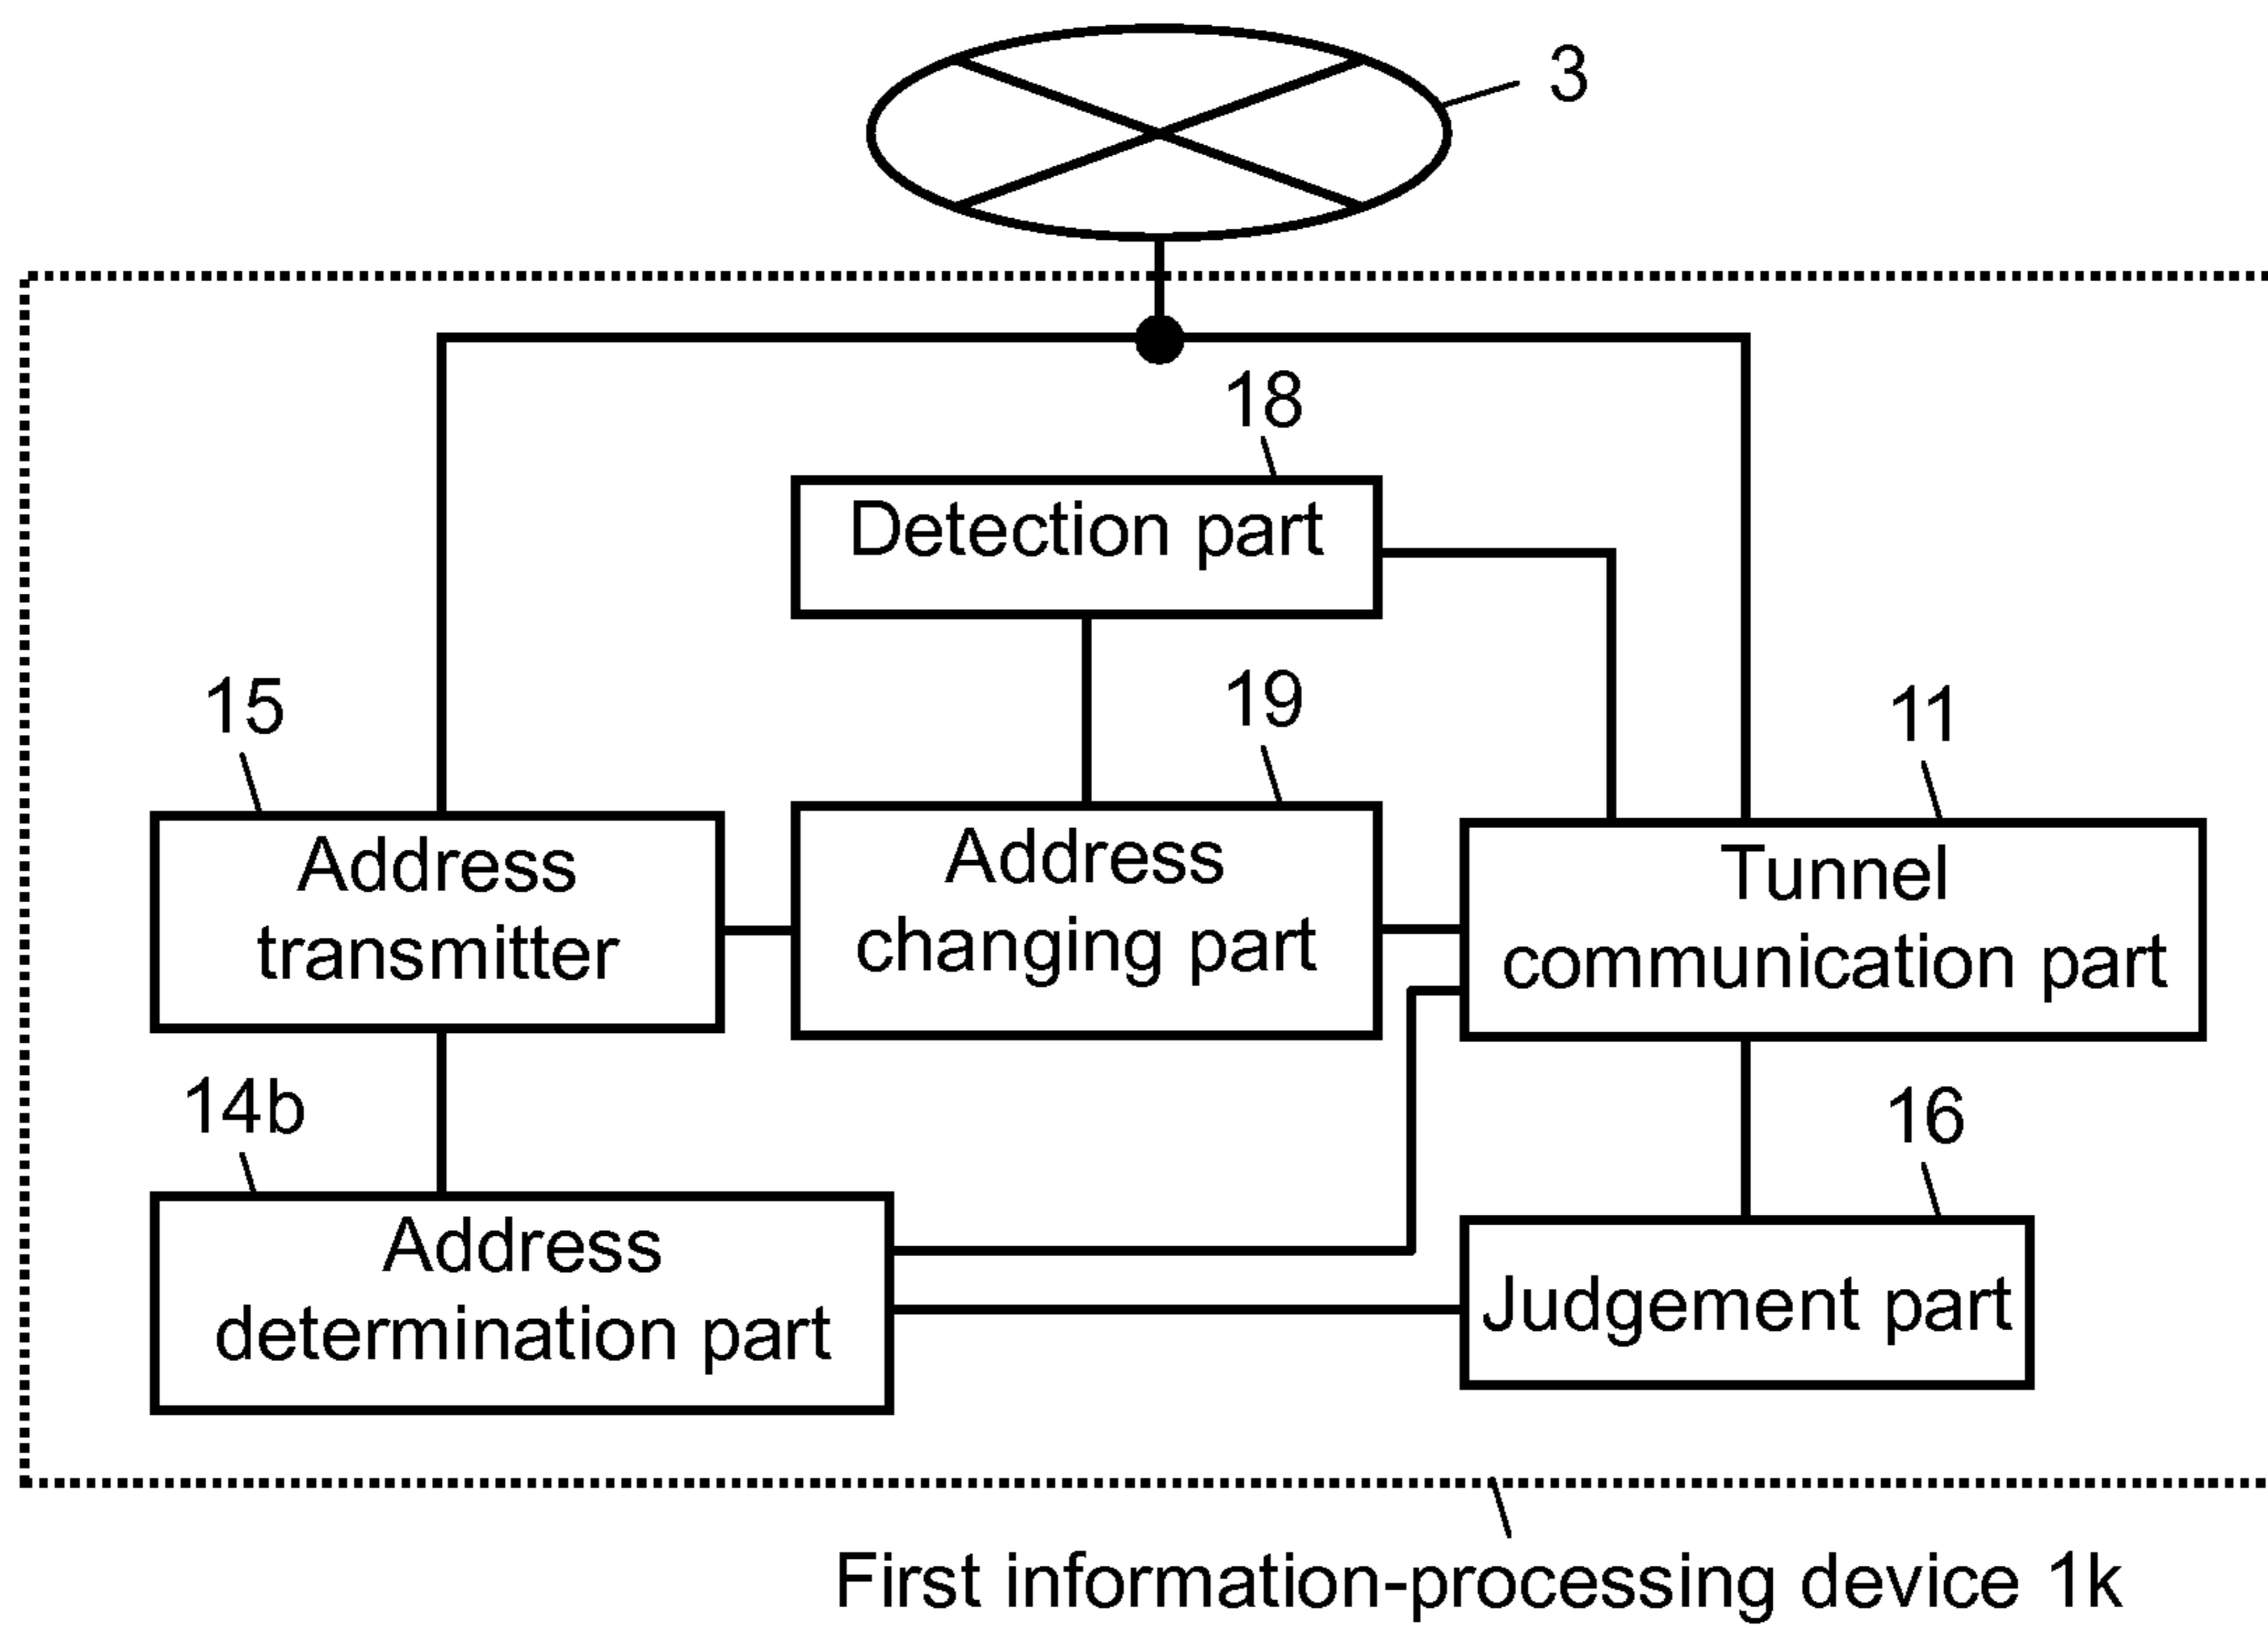 3
18
Detection part
15
19
11
Address
transmitter
Address
changing part
Tunnel
communication part
14b
16
Address
determination part
Judgement part
First information-processing device 1k